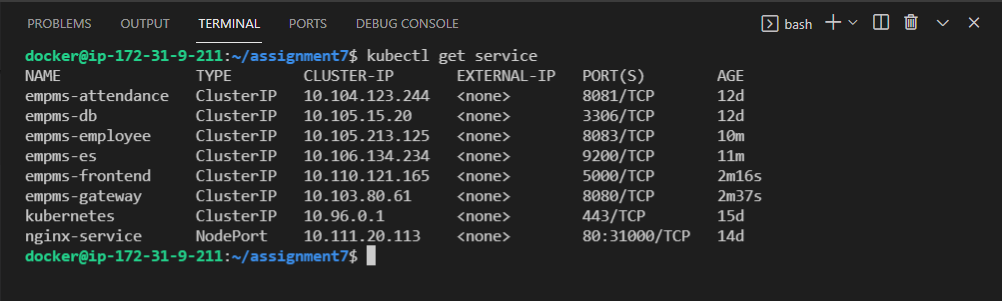 PROBLEMS OUTPUT TERMINAL PORTS DEBUG CONSOLE bash
docker@ip-172-31-9-211:~/assignment7$ kubectl get service
NAME TYPE CLUSTER-IP EXTERNAL-IP PORT(S) AGE
empms-attendance ClusterIP 10.104.123.244 <none> 8081/TCP 12d
empms-db ClusterIP 10.105.15.20 <none> 3306/TCP 12d
empms-employee ClusterIP 10.105.213.125 <none> 8083/TCP 10m
empms-es ClusterIP 10.106.134.234 <none> 9200/TCP 11m
empms-frontend ClusterIP 10.110.121.165 <none> 5000/TCP 2m16s
empms-gateway ClusterIP 10.103.80.61 <none> 8080/TCP 2m37s
kubernetes ClusterIP 10.96.0.1 <none> 443/TCP 15d
nginx-service NodePort 10.111.20.113 <none> 80:31000/TCP 14d
docker@ip-172-31-9-211:~/assignment7$